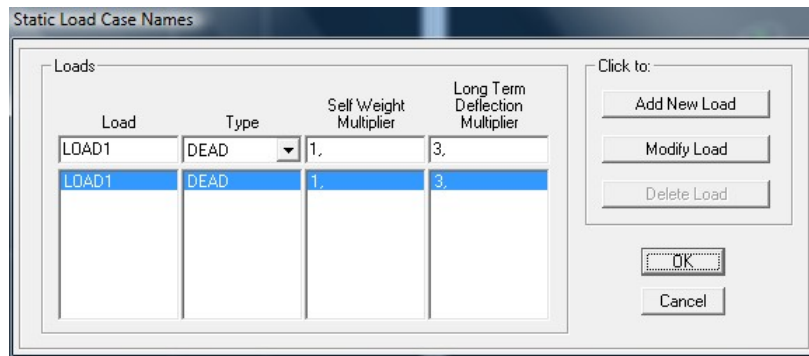 Static Load Case Names
Loads
Load
Type
Self Weight
Multiplier
Long Term
Deflection
Multiplier
LOAD1
DEAD
1,
3,
LOAD1
DEAD
1,
3,
Click to:
Add New Load
Modify Load
Delete Load
OK
Cancel